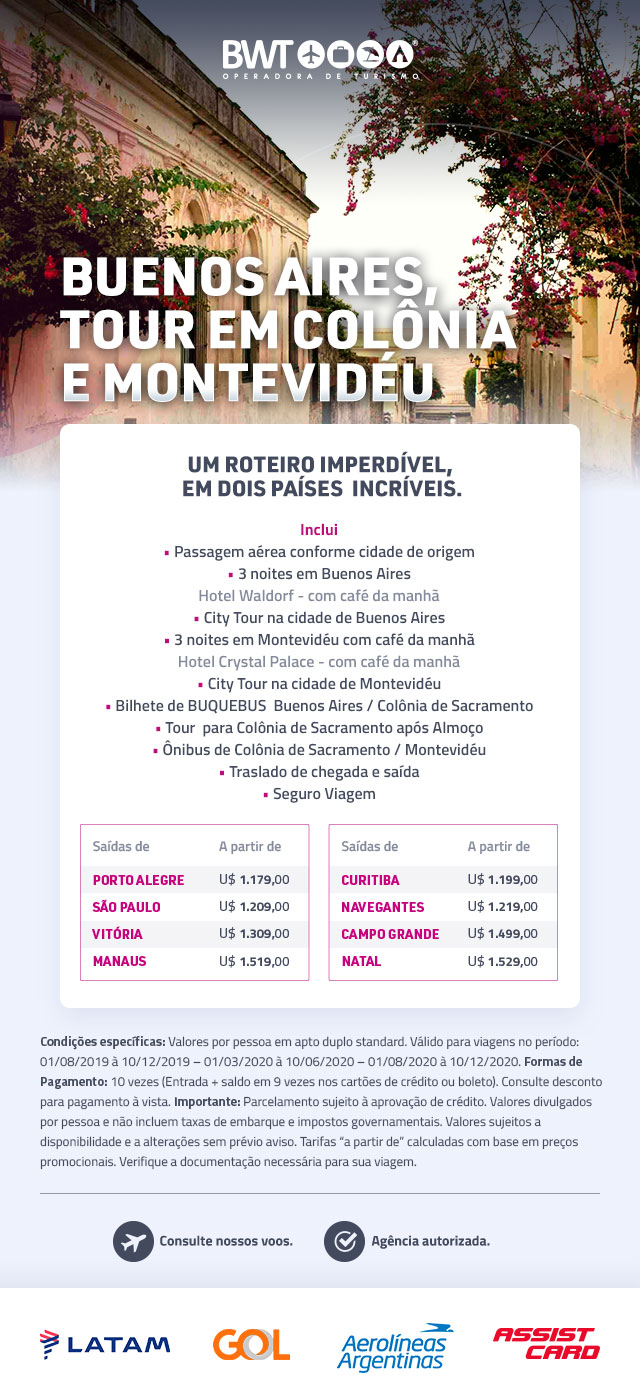 BWT
OPERADORA DE TURISMO
BUENOS AIRES,
TOUR EM COLÔNIA
E MONTEVIDÉU
UM ROTEIRO IMPERDÍVEL,
EM DOIS PAÍSES INCRÍVEIS.
Inclui
▪ Passagem aérea conforme cidade de origem
▪ 3 noites em Buenos Aires
Hotel Waldorf - com café da manhã
▪ City Tour na cidade de Buenos Aires
▪ 3 noites em Montevidéu com café da manhã
Hotel Crystal Palace - com café da manhã
▪ City Tour na cidade de Montevidéu
▪ Bilhete de BUQUEBUS Buenos Aires / Colônia de Sacramento
▪ Tour para Colônia de Sacramento após Almoço
▪ Ônibus de Colônia de Sacramento / Montevidéu
▪ Traslado de chegada e saída
▪ Seguro Viagem
Saídas de A partir de
PORTO ALEGRE U$ 1.179,00
SÃO PAULO U$ 1.209,00
VITÓRIA U$ 1.309,00
MANAUS U$ 1.519,00
Saídas de A partir de
CURITIBA U$ 1.199,00
NAVEGANTES U$ 1.219,00
CAMPO GRANDE U$ 1.499,00
NATAL U$ 1.529,00
Condições específicas: Valores por pessoa em apto duplo standard. Válido para viagens no período:
01/08/2019 à 10/12/2019 – 01/03/2020 à 10/06/2020 – 01/08/2020 à 10/12/2020. Formas de
Pagamento: 10 vezes (Entrada + saldo em 9 vezes nos cartões de crédito ou boleto). Consulte desconto
para pagamento à vista. Importante: Parcelamento sujeito à aprovação de crédito. Valores divulgados
por pessoa e não incluem taxas de embarque e impostos governamentais. Valores sujeitos a
disponibilidade e a alterações sem prévio aviso. Tarifas “a partir de” calculadas com base em preços
promocionais. Verifique a documentação necessária para sua viagem.
Consulte nossos voos. Agência autorizada.
LATAM
GOL
Aerolíneas
Argentinas
ASSIST
CARD